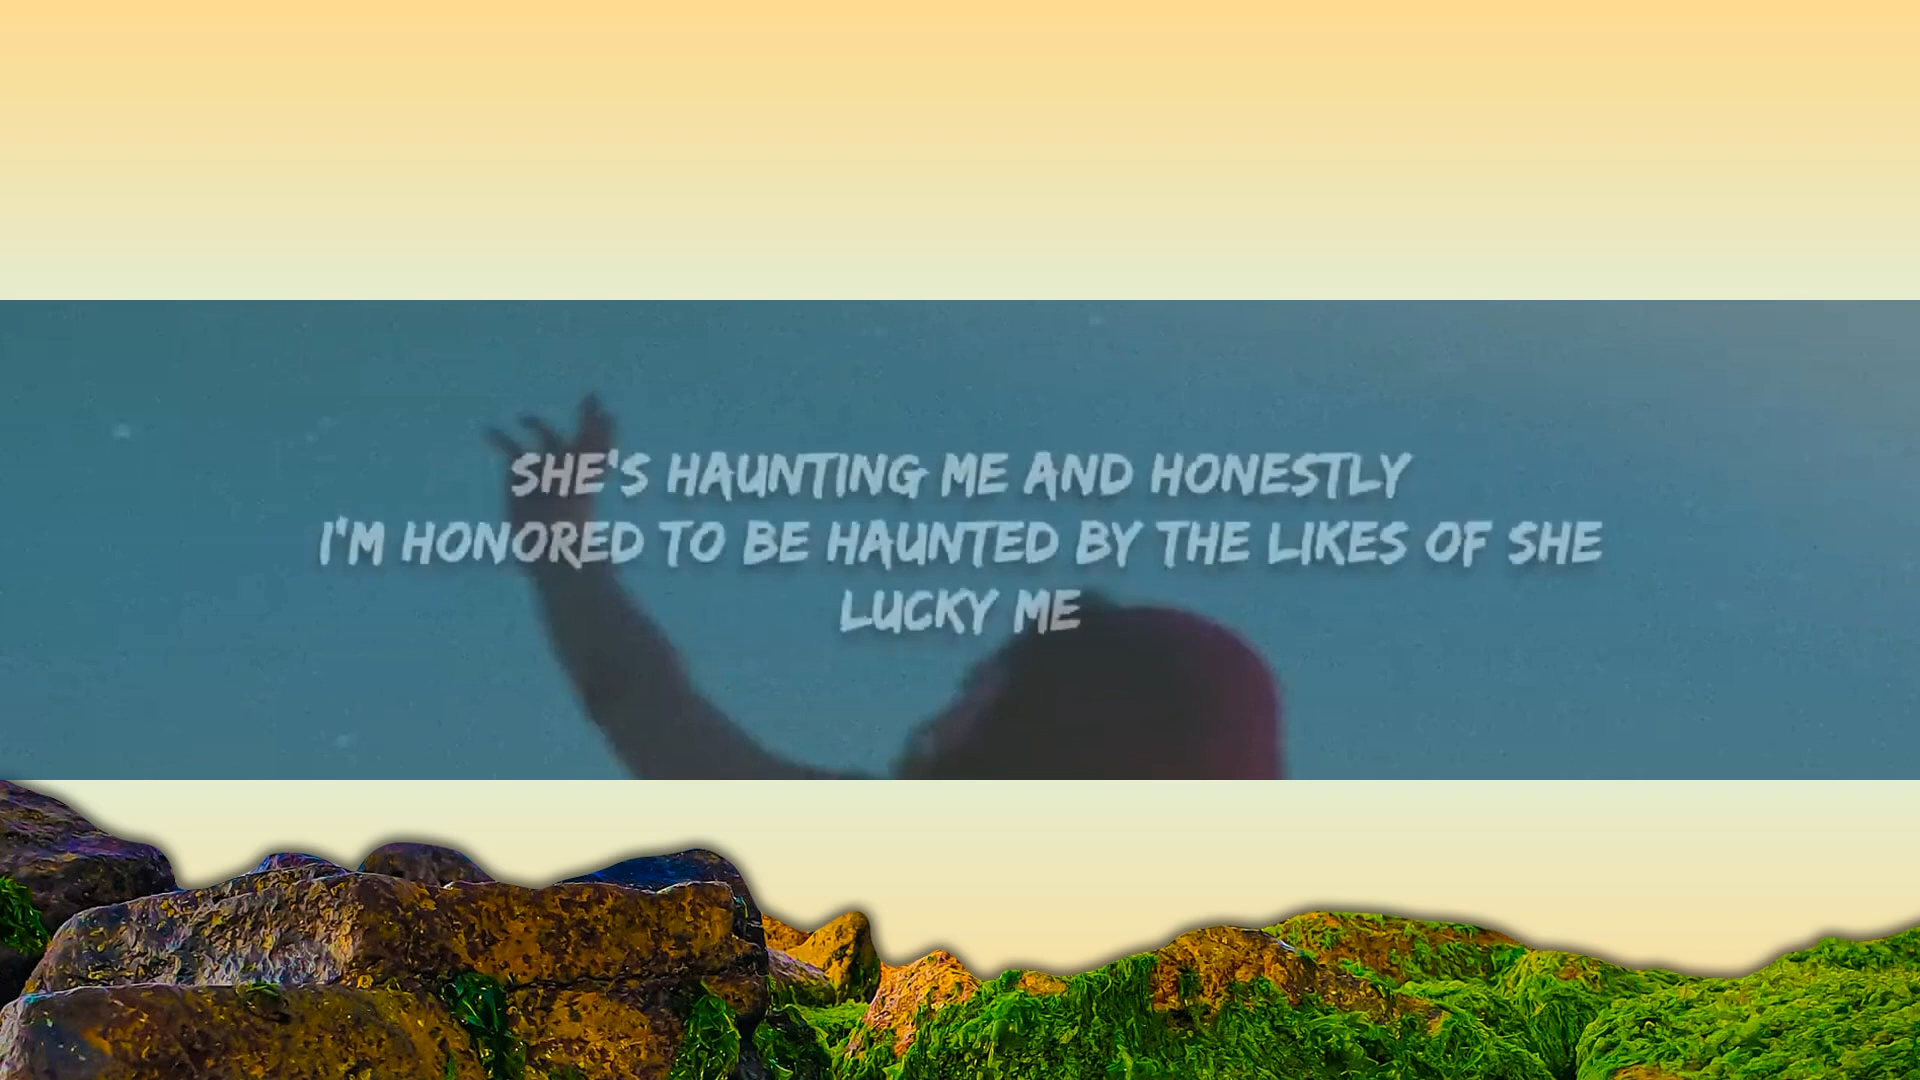 SHE'S HAUNTING ME AND HONESTLY
I'M HONORED TO BE HAUNTED BY THE LIKES OF SHE
LUCKY ME